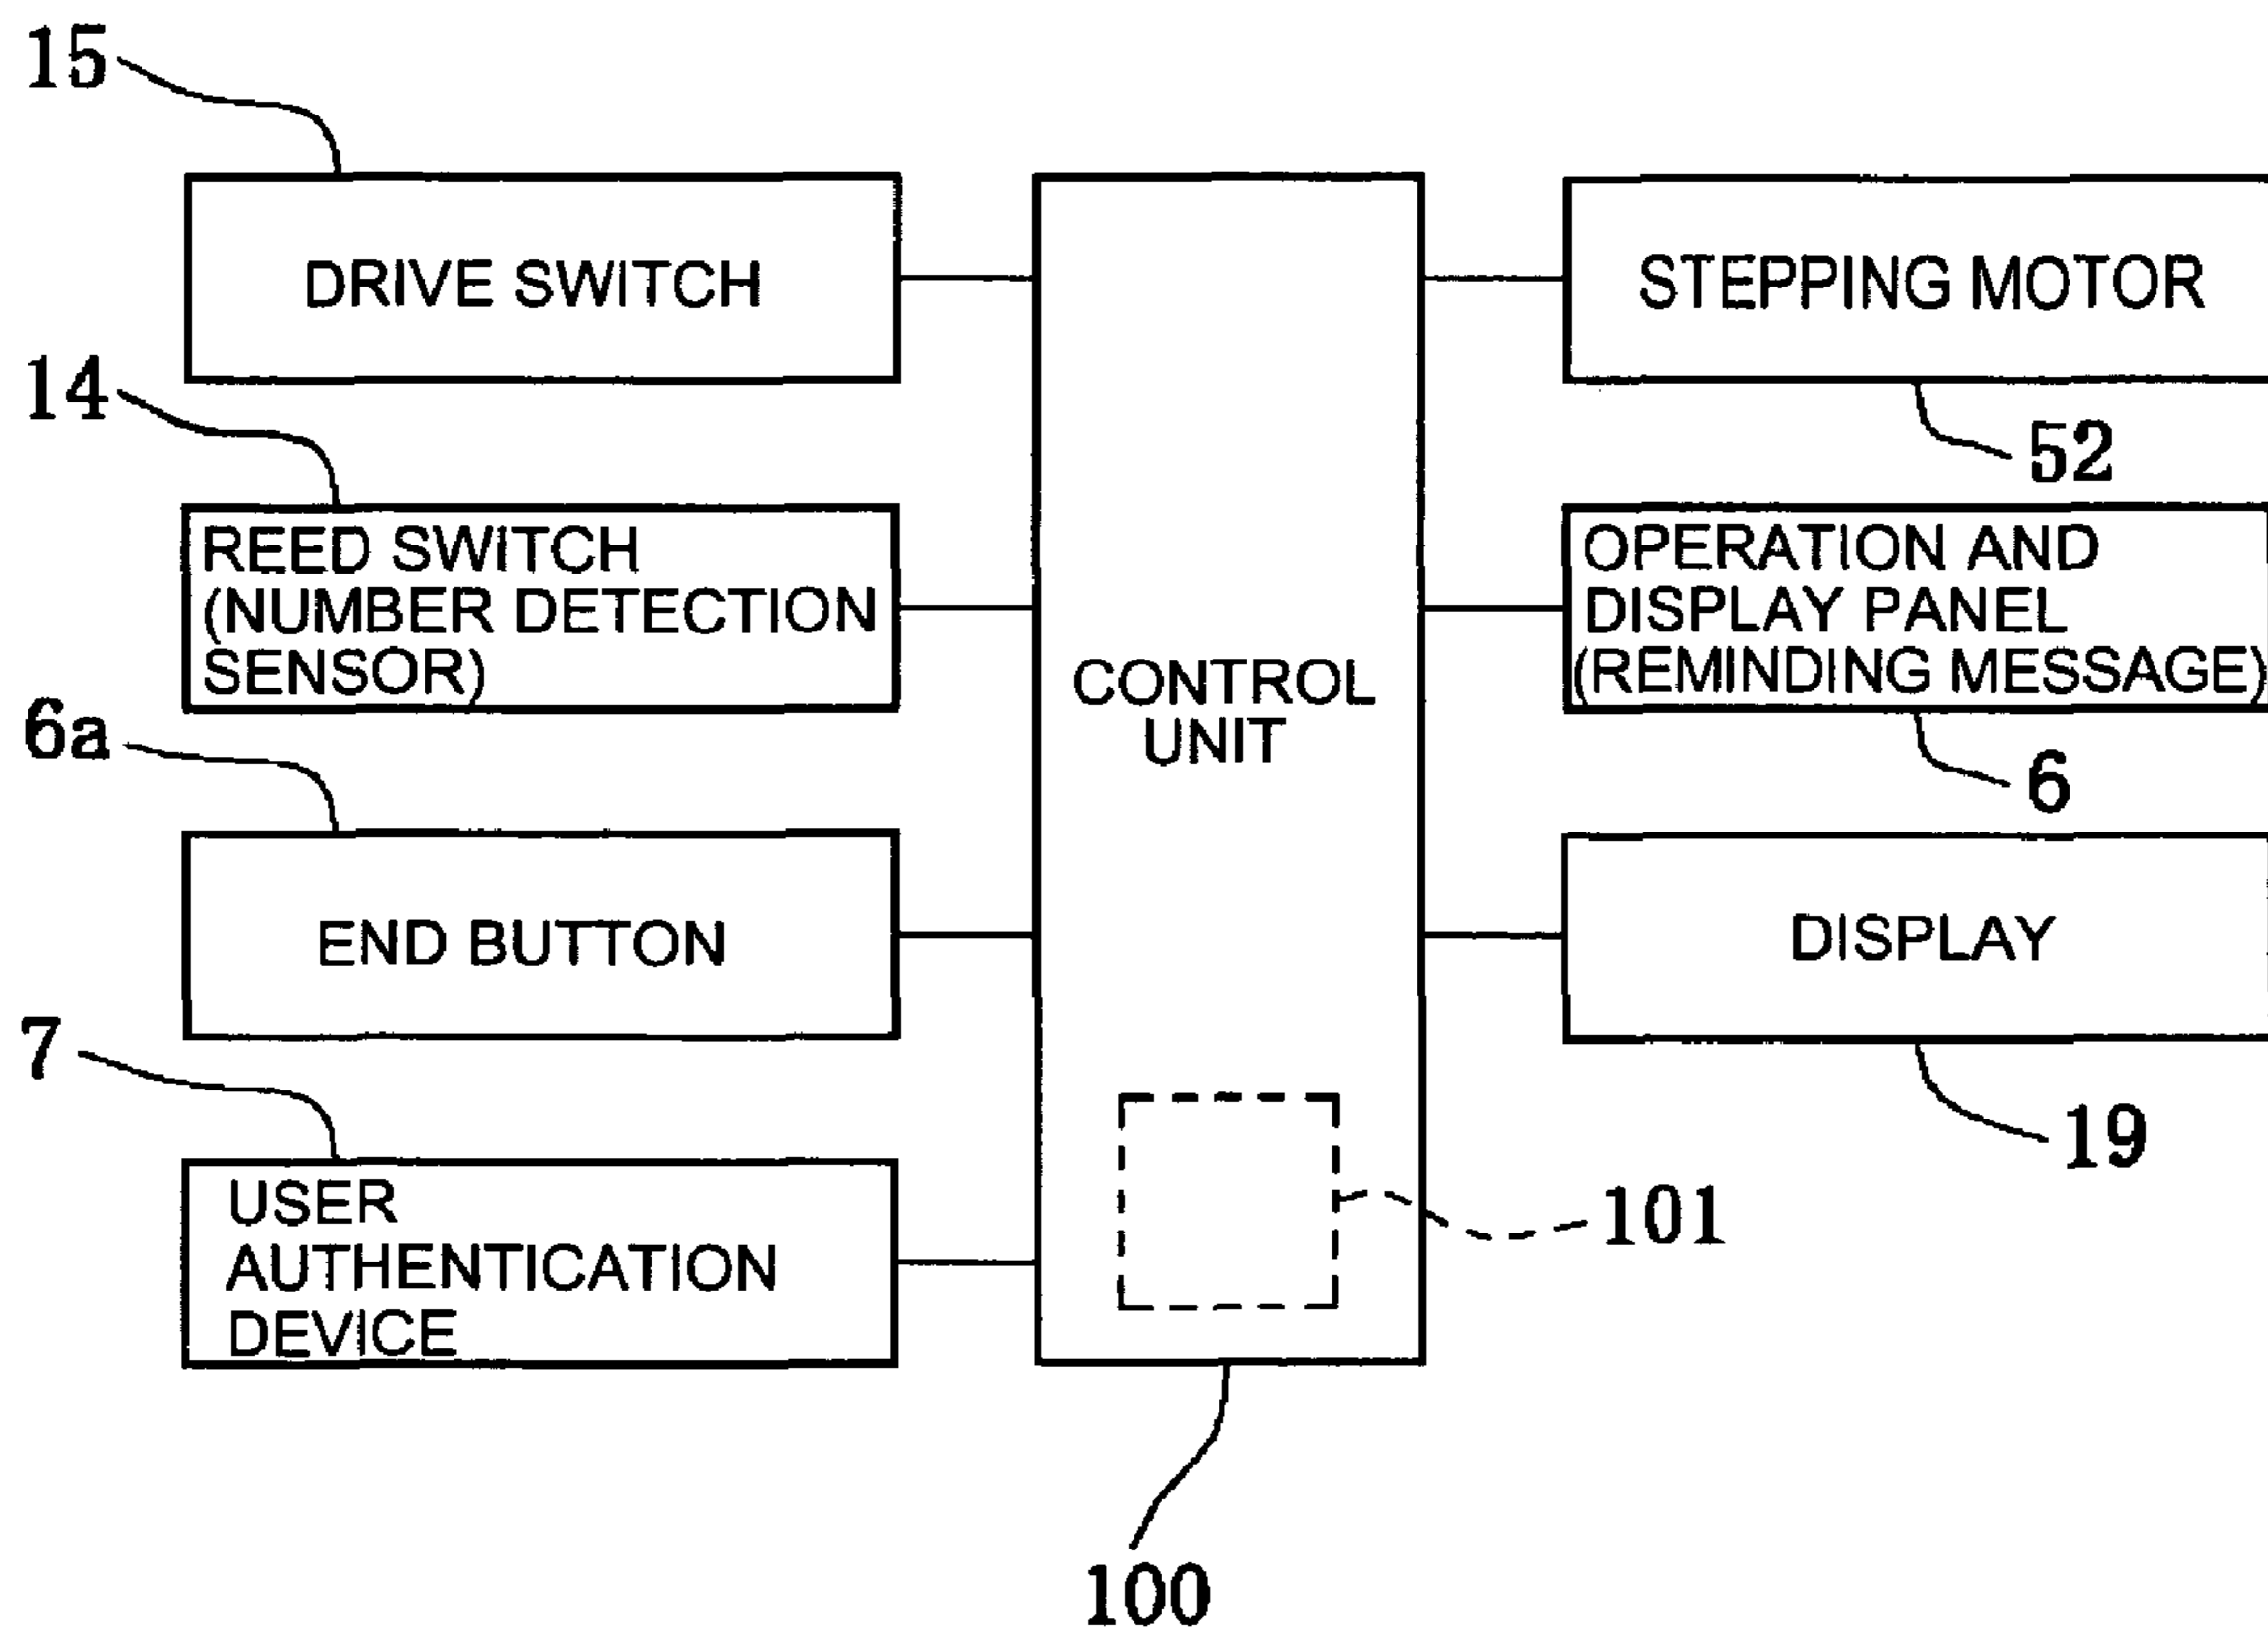 15
DRIVE SWITCH
14
REED SWITCH
(NUMBER DETECTION
SENSOR)
6a
END BUTTON
7
USER
AUTHENTICATION
DEVICE
CONTROL
UNIT
101
100
STEPPING MOTOR
52
OPERATION AND
DISPLAY PANEL
(REMINDING MESSAGE)
6
DISPLAY
19